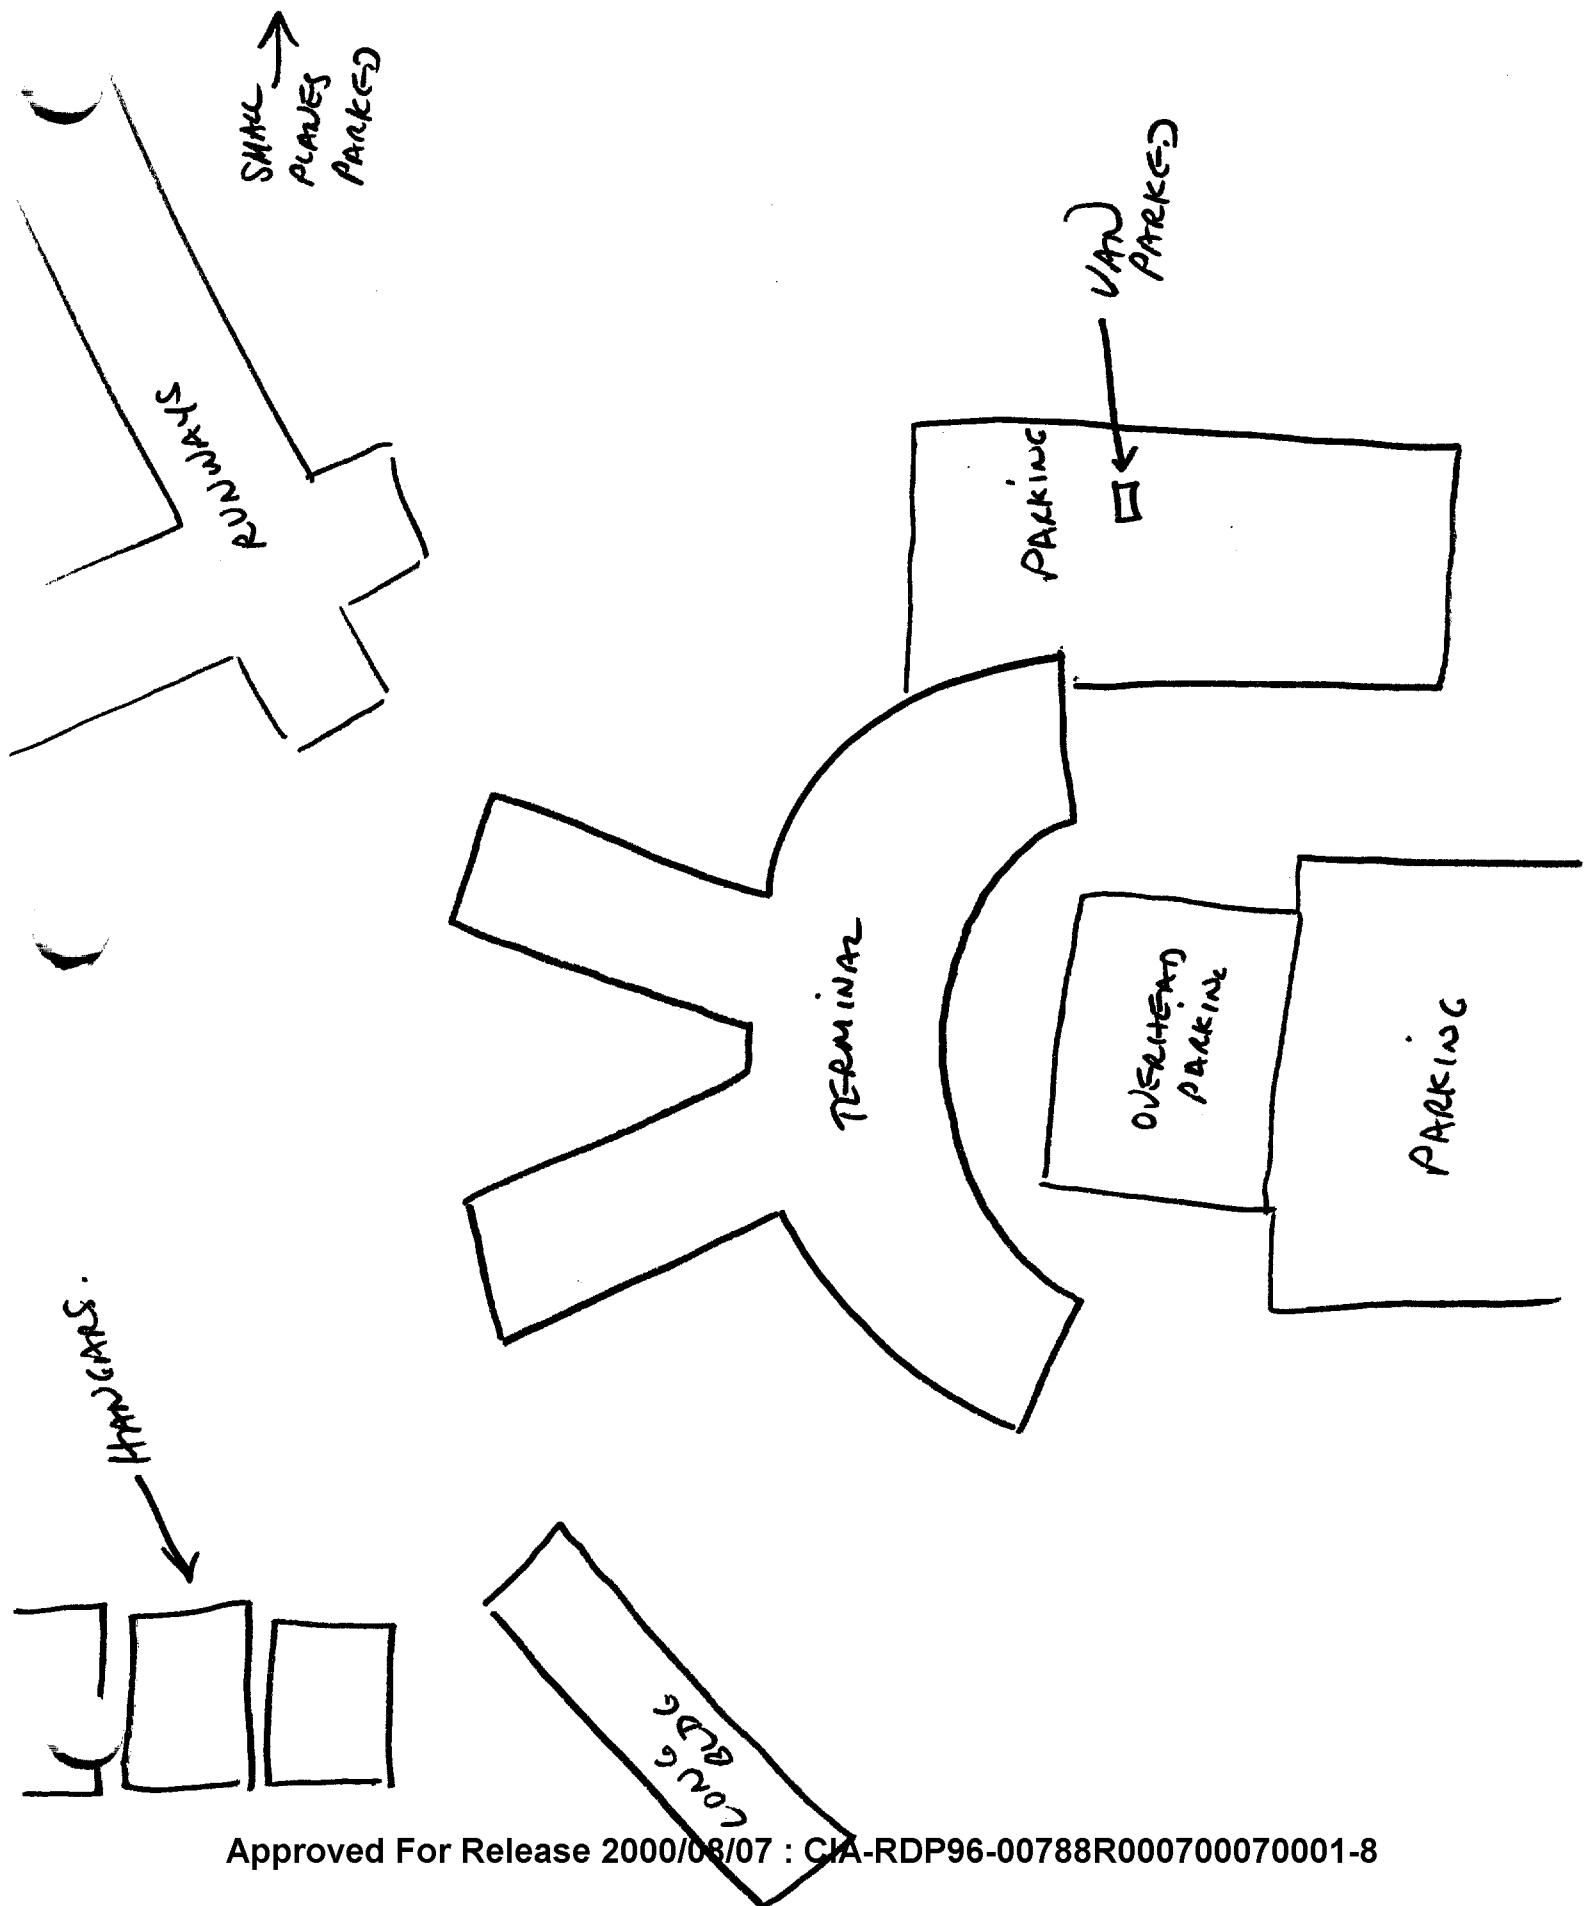 SMALL
PLANES
PARKED
RUNWAYS
VAN
PARKED
PARKING
TERMINAL
OVERHEAD
PARKING
PARKING
HANGARS.
LONG
BLDG
Approved For Release 2000/08/07 : CIA-RDP96-00788R000700070001-8